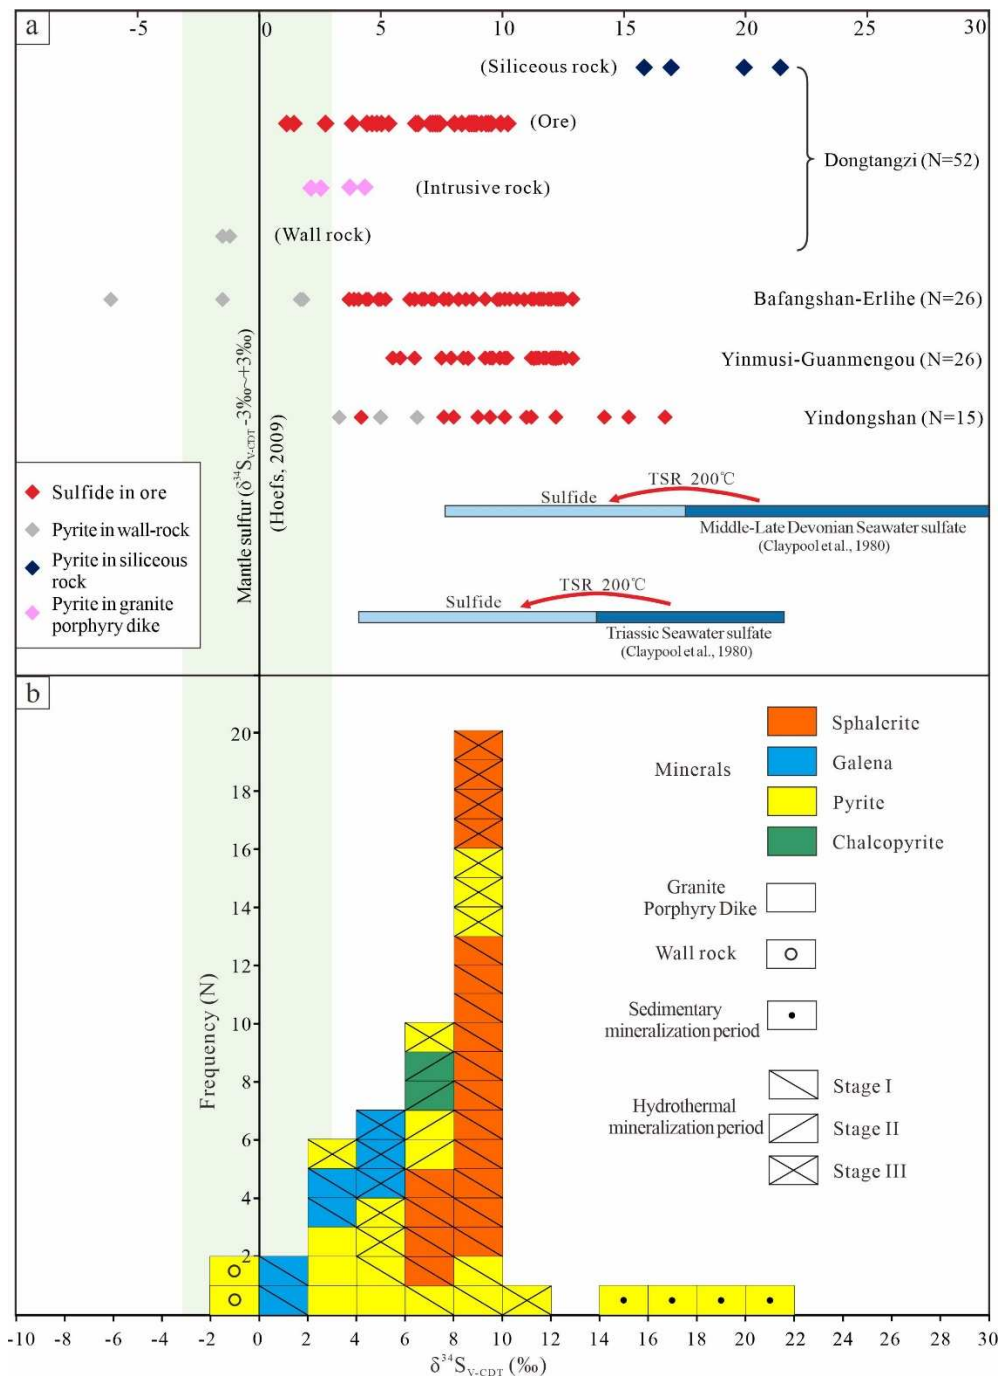 a
-5 0 5 10 15 20 25 30
(Siliceous rock)
(Ore)
Dongtangzi (N=52)
(Intrusive rock)
(Wall rock)
Bafangshan-Erlihe (N=26)
Yinmusi-Guanmengou (N=26)
Yindongshan (N=15)
Mantle sulfur (δ³⁴S V-CDT -3‰~+3‰)
(Hoefs, 2009)
Sulfide in ore
Pyrite in wall-rock
Pyrite in siliceous
rock
Pyrite in granite
porphyry dike
TSR 200℃
Sulfide
Middle-Late Devonian Seawater sulfate
(Claypool et al., 1980)
TSR 200℃
Sulfide
Triassic Seawater sulfate
(Claypool et al., 1980)
b
20
18
16
14
12
10
8
6
4
2
Frequency (N)
Minerals
Sphalerite
Galena
Pyrite
Chalcopyrite
Granite
Porphyry Dike
Wall rock
Sedimentary
mineralization period
Hydrothermal
mineralization period
Stage I
Stage II
Stage III
-10 -8 -6 -4 -2 0 2 4 6 8 10 12 14 16 18 20 22 24 26 28 30
δ³⁴S V-CDT (‰)